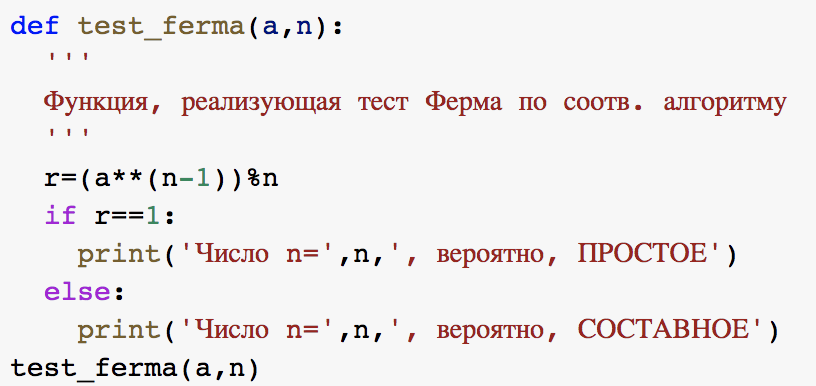 def test_ferma(a,n):
'''
Функция, реализующая тест Ферма по соотв. алгоритму
'''
r=(a**(n-1))%n
if r==1:
print('Число n=',n,', вероятно, ПРОСТОЕ')
else:
print('Число n=',n,', вероятно, СОСТАВНОЕ')
test_ferma(a,n)